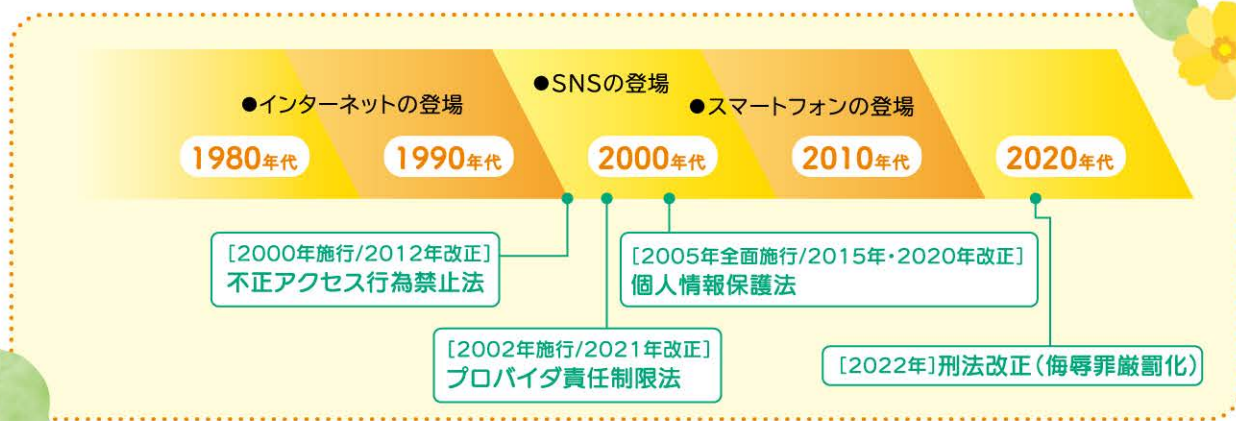 ●SNSの登場
●インターネットの登場
●スマートフォンの登場
1980年代
1990年代
2000年代
2010年代
2020年代
[2000年施行/2012年改正]
不正アクセス行為禁止法
[2005年全面施行/2015年・2020年改正]
個人情報保護法
[2002年施行/2021年改正]
プロバイダ責任制限法
[2022年]刑法改正(侮辱罪厳罰化)